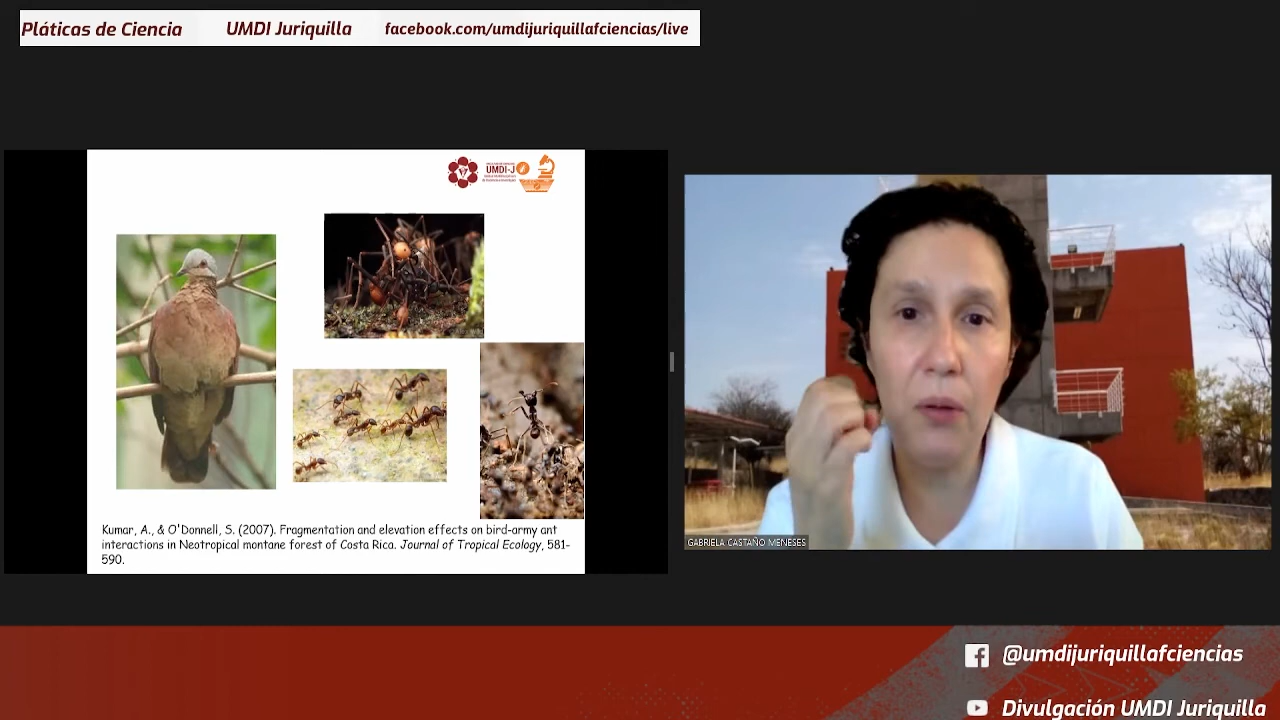 Pláticas de Ciencia UMDI Juriquilla facebook.com/umdijuriquillafciencias/live
UMDI-J
Kumar, A., & O'Donnell, S. (2007). Fragmentation and elevation effects on bird-army ant
interactions in Neotropical montane forest of Costa Rica. Journal of Tropical Ecology, 581-
590.
GABRIELA CASTAÑO MENESES
@umdijuriquillafciencias
Divulgación UMDI Juriquilla